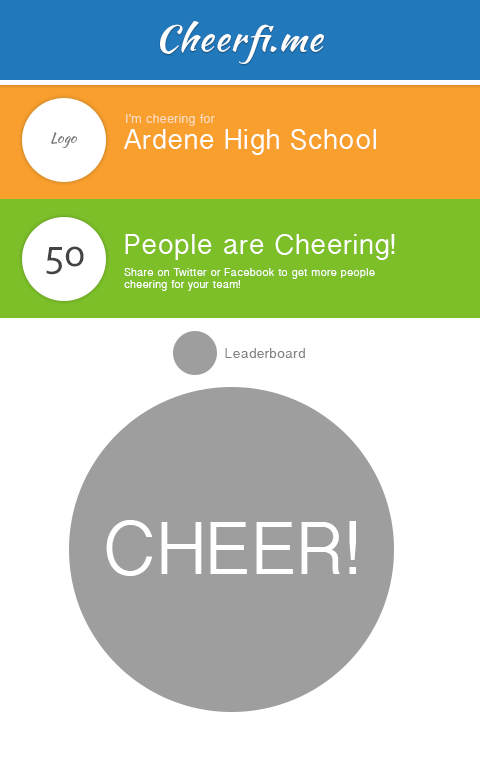 Cheerfi.me
Logo
I'm cheering for
Ardene High School
50
People are Cheering!
Share on Twitter or Facebook to get more people
cheering for your team!
Leaderboard
CHEER!